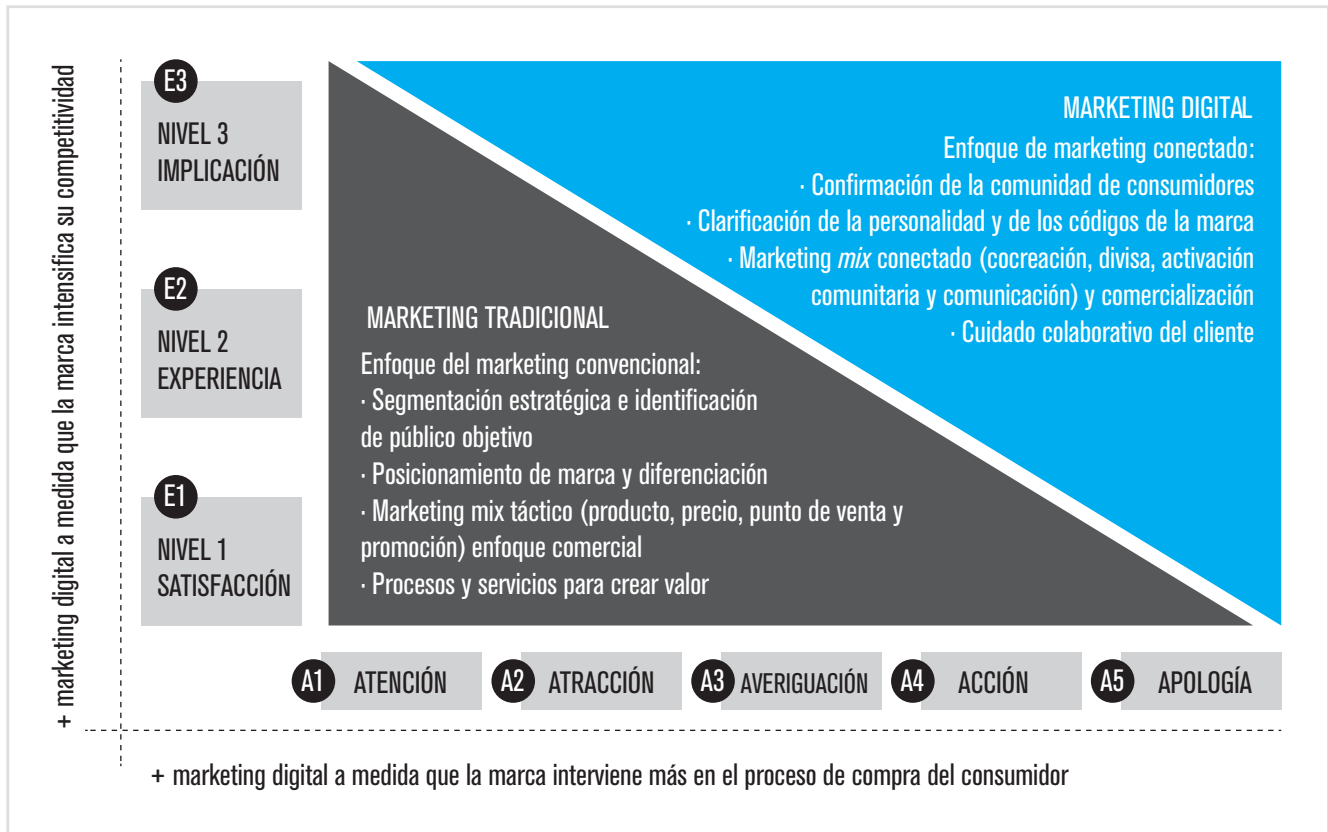 + marketing digital a medida que la marca intensifica su competitividad
E3
NIVEL 3
IMPLICACIÓN
E2
NIVEL 2
EXPERIENCIA
E1
NIVEL 1
SATISFACCIÓN
MARKETING DIGITAL
Enfoque de marketing conectado:
· Confirmación de la comunidad de consumidores
· Clarificación de la personalidad y de los códigos de la marca
· Marketing mix conectado (cocreación, divisa, activación
comunitaria y comunicación) y comercialización
· Cuidado colaborativo del cliente
MARKETING TRADICIONAL
Enfoque del marketing convencional:
· Segmentación estratégica e identificación
de público objetivo
· Posicionamiento de marca y diferenciación
· Marketing mix táctico (producto, precio, punto de venta y
promoción) enfoque comercial
· Procesos y servicios para crear valor
A1 ATENCIÓN
A2 ATRACCIÓN
A3 AVERIGUACIÓN
A4 ACCIÓN
A5 APOLOGÍA
+ marketing digital a medida que la marca interviene más en el proceso de compra del consumidor